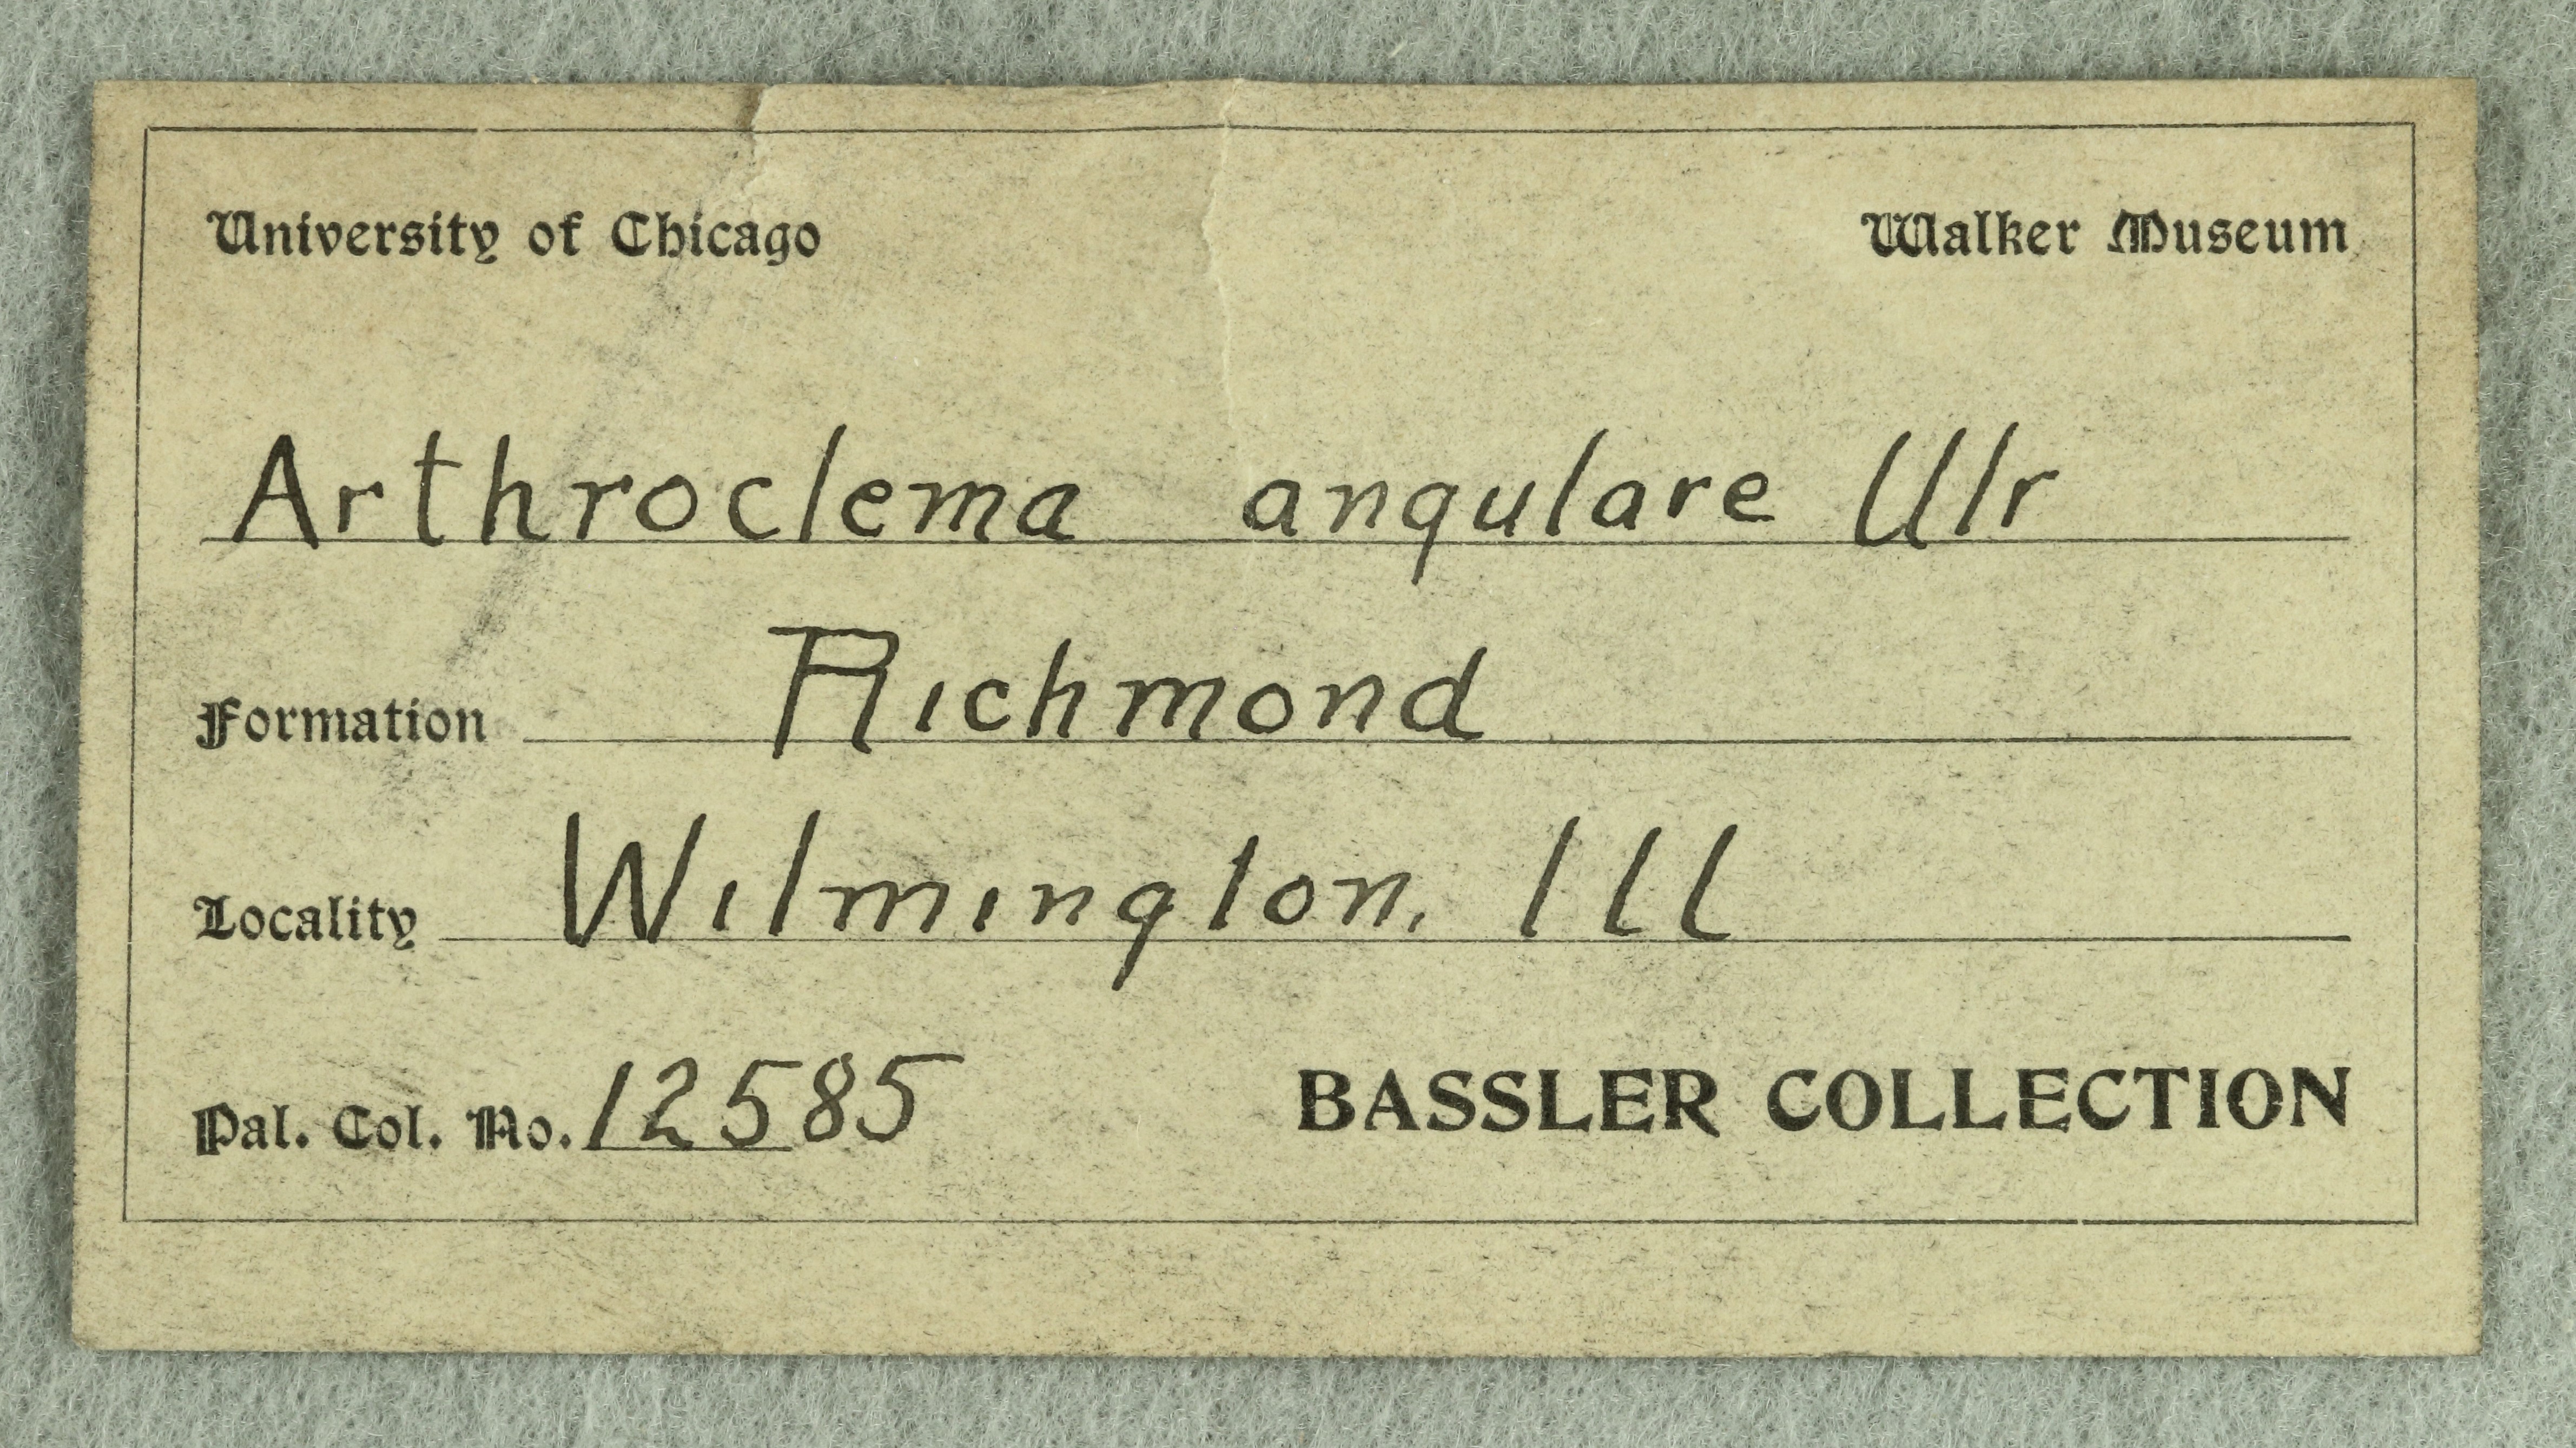 University of Chicago Walker Museum
Arthroclema angulare Ulr
Formation Richmond
Locality Wilmington, Ill
Pal. Col. No. 12585 BASSLER COLLECTION